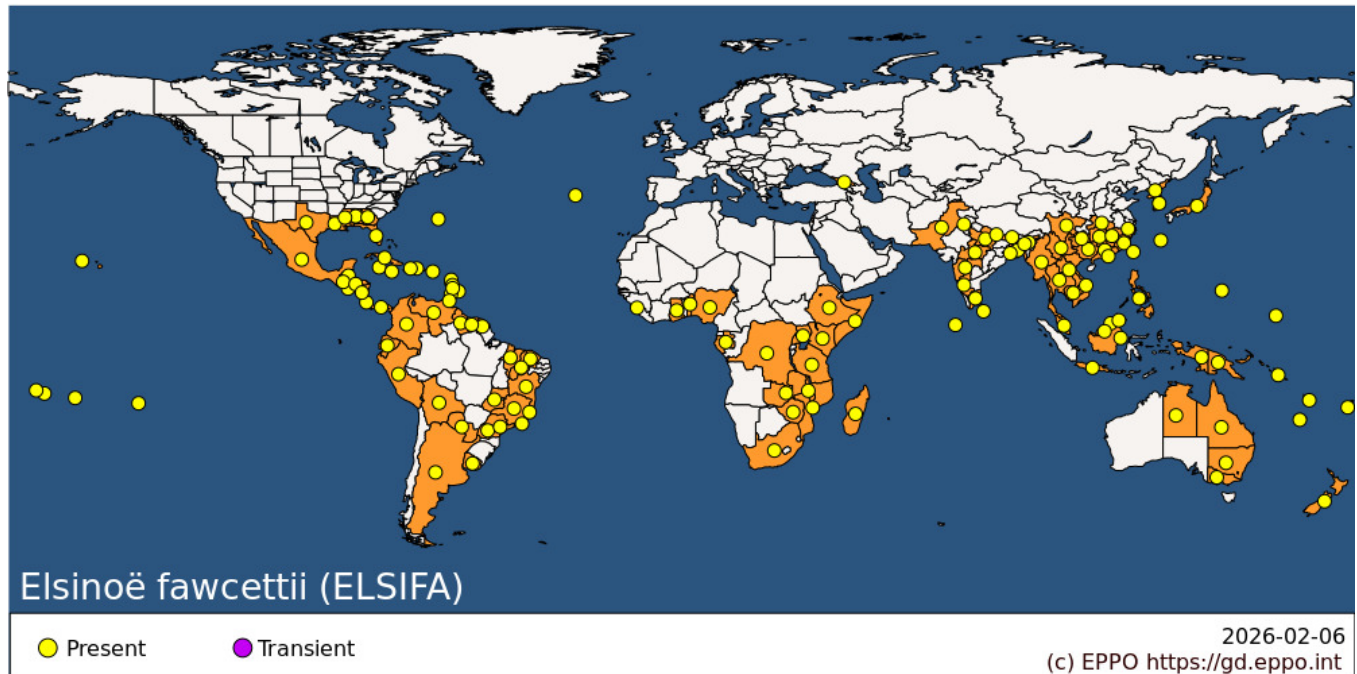 Elsinoë fawcettii (ELSIFA)
Present
Transient
2026-02-06
(c) EPPO https://gd.eppo.int